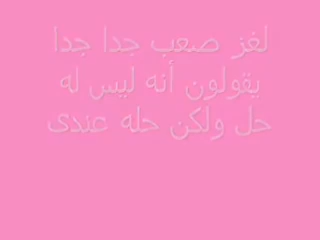 لغز صعب جدا جدا
يقولون أنه ليس له
حل ولكن حله عندى